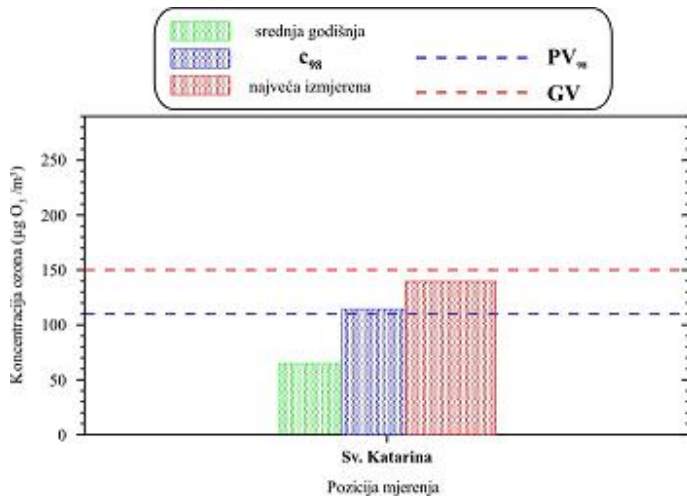 srednja godišnja
c₉₈
PV₉₈
najveća izmjerena
GV
Koncentracija ozona (µg O₃ /m³)
250
200
150
100
50
0
Sv. Katarina
Pozicija mjerenja